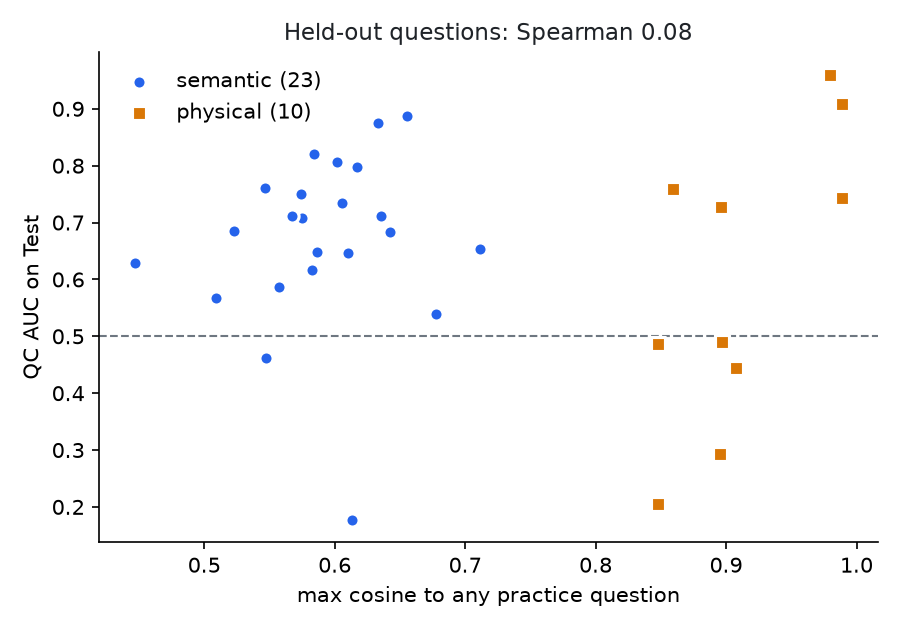 Held-out questions: Spearman 0.08
semantic (23)
physical (10)
QC AUC on Test
0.9
0.8
0.7
0.6
0.5
0.4
0.3
0.2
0.5 0.6 0.7 0.8 0.9 1.0
max cosine to any practice question